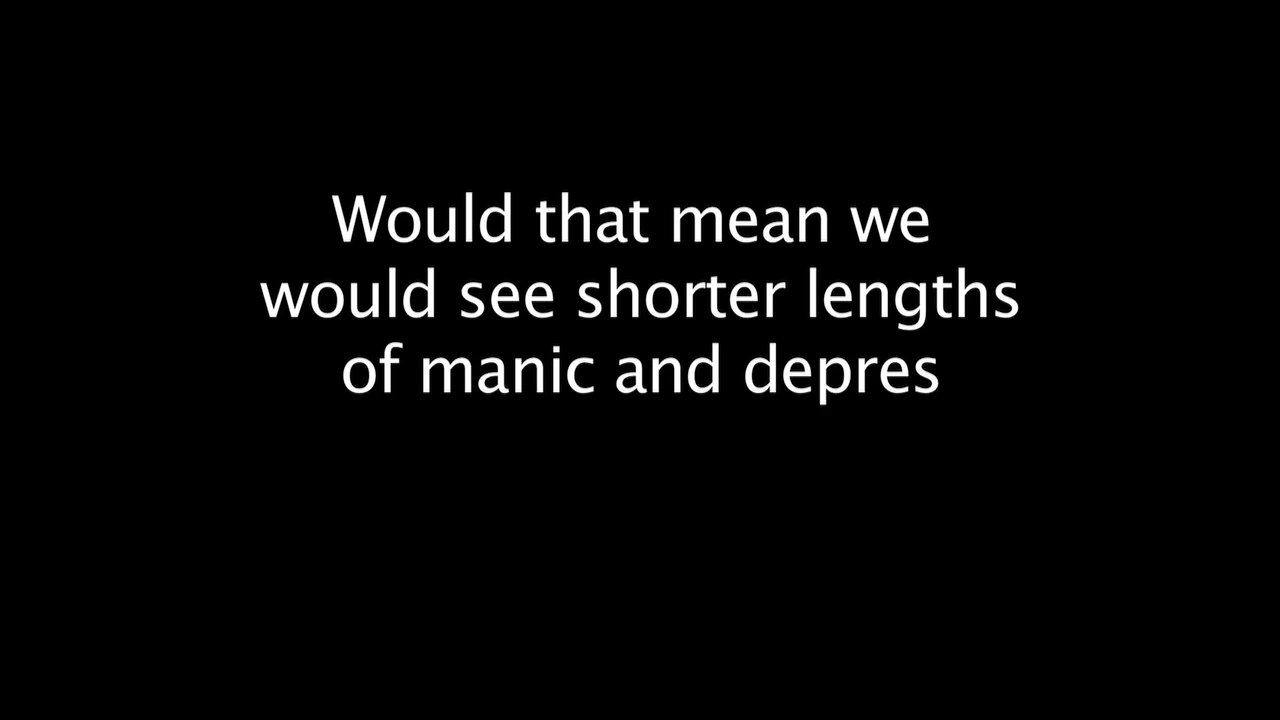 Would that mean we
would see shorter lengths
of manic and depres